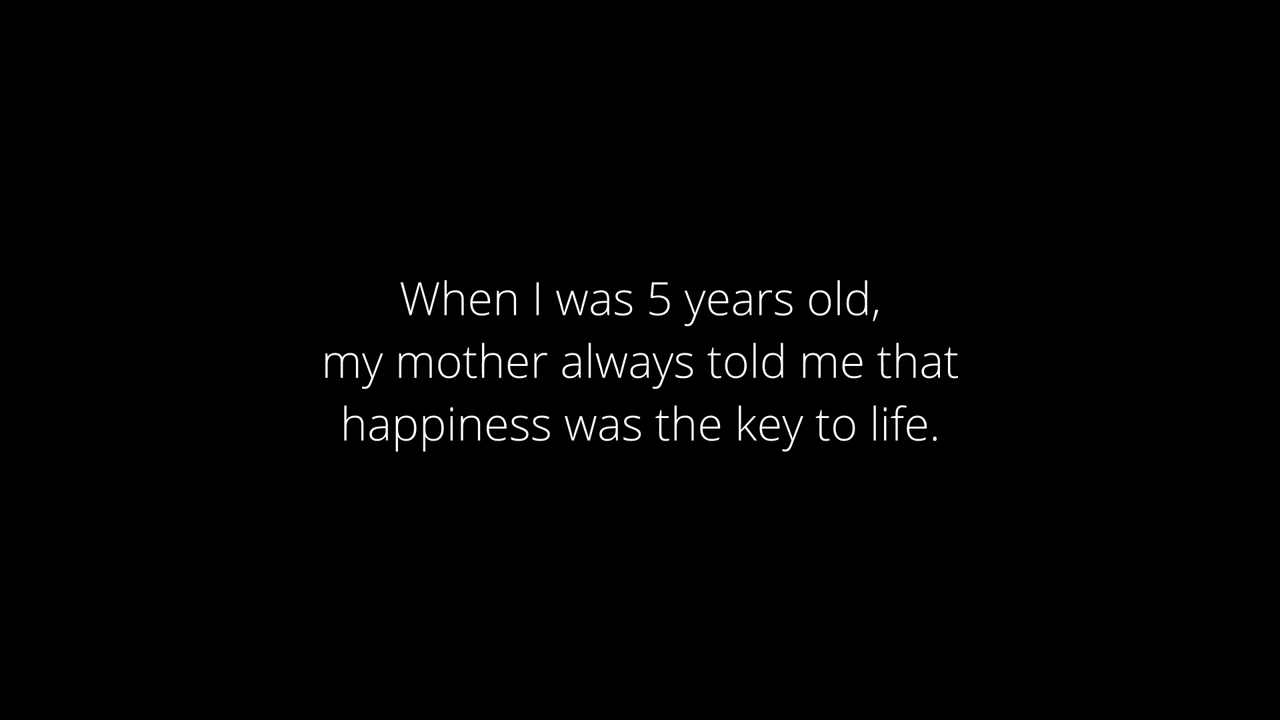 When I was 5 years old,
my mother always told me that
happiness was the key to life.